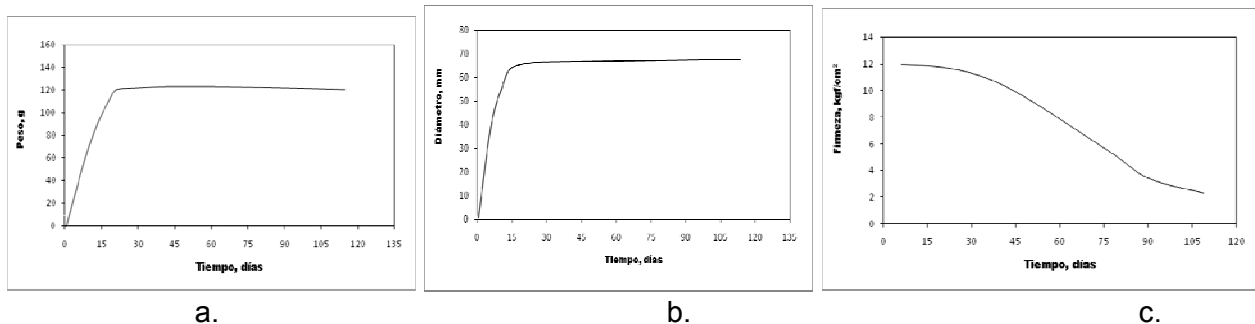 160
140
120
100
80
60
40
20
0
Peso, g
0 15 30 45 60 75 90 105 120 135
Tiempo, días
a.
80
70
60
50
40
30
20
10
0
Diámetro, mm
0 15 30 45 60 75 90 105 120 135
Tiempo, días
b.
14
12
10
8
6
4
2
0
Firmeza, kgf/cm²
0 15 30 45 60 75 90 105 120
Tiempo, días
c.